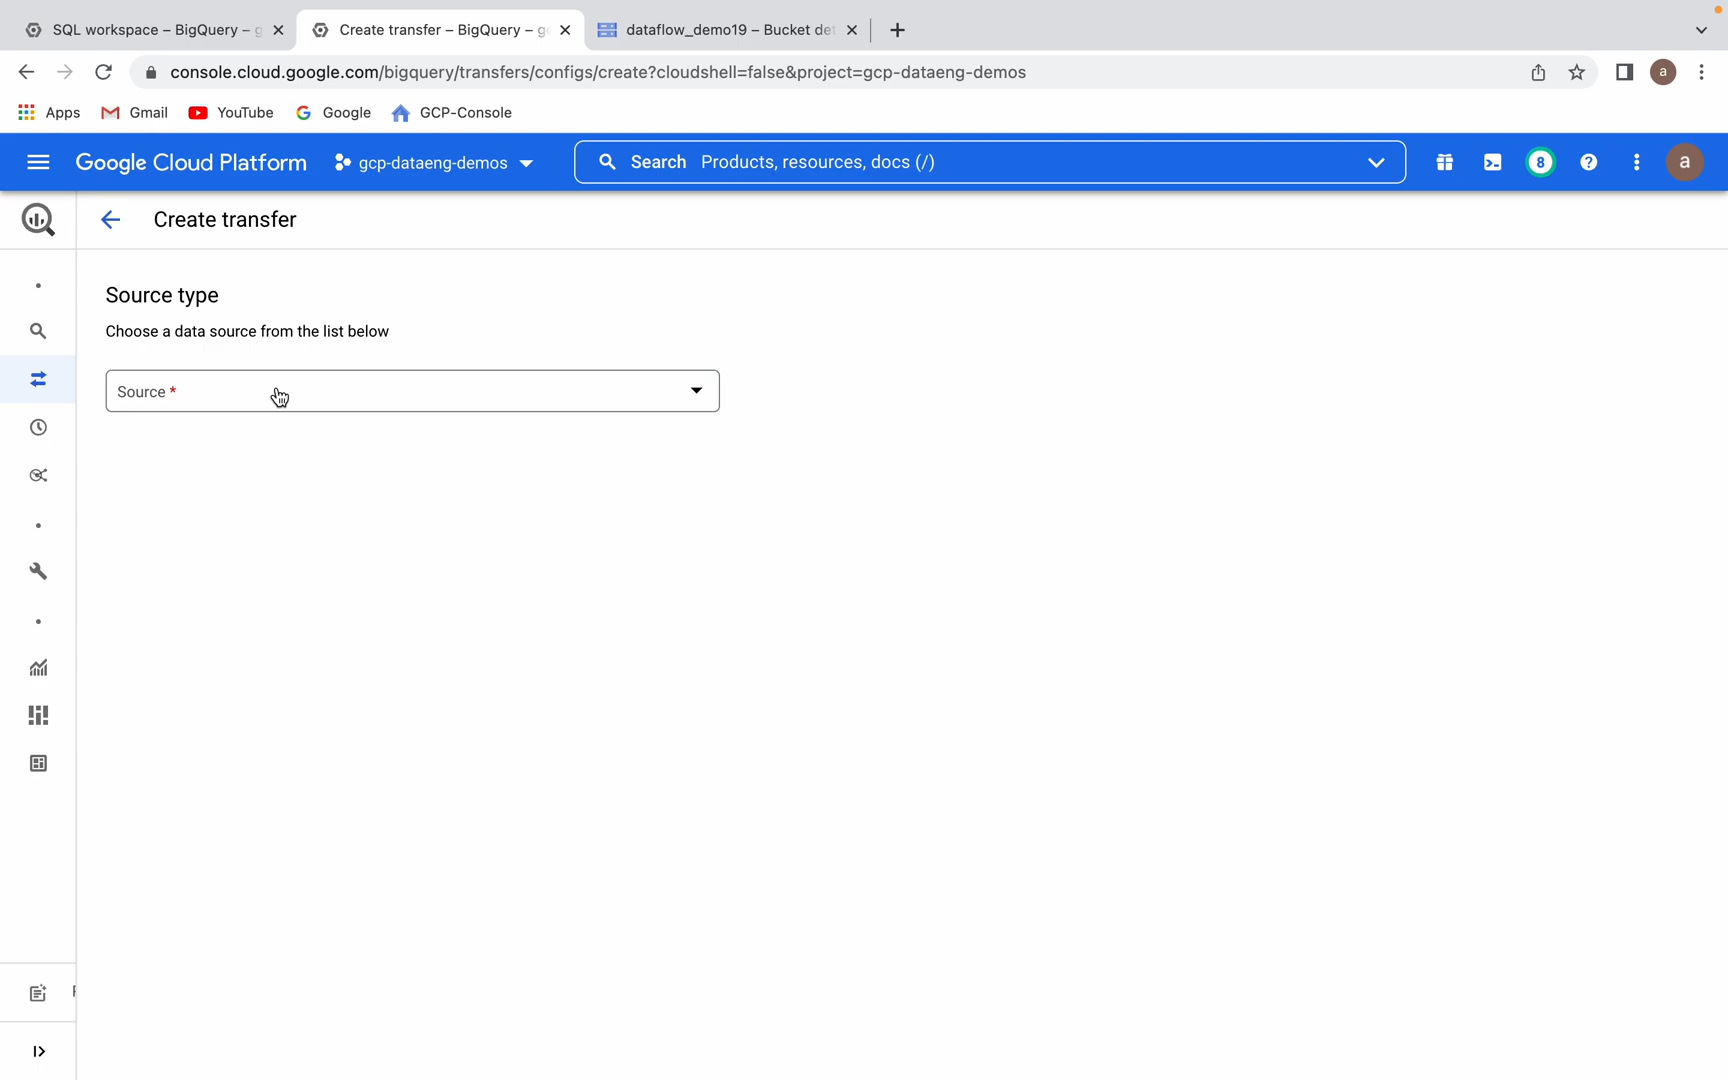 SQL workspace – BigQuery –
Create transfer – BigQuery –
dataflow_demo19 – Bucket
console.cloud.google.com/bigquery/transfers/configs/create?cloudshell=false&project=gcp-dataeng-demos
a
Apps
Gmail
YouTube
Google
GCP-Console
Google Cloud Platform
gcp-dataeng-demos
Search Products, resources, docs (/)
8
?
a
Create transfer
Source type
Choose a data source from the list below
Source *